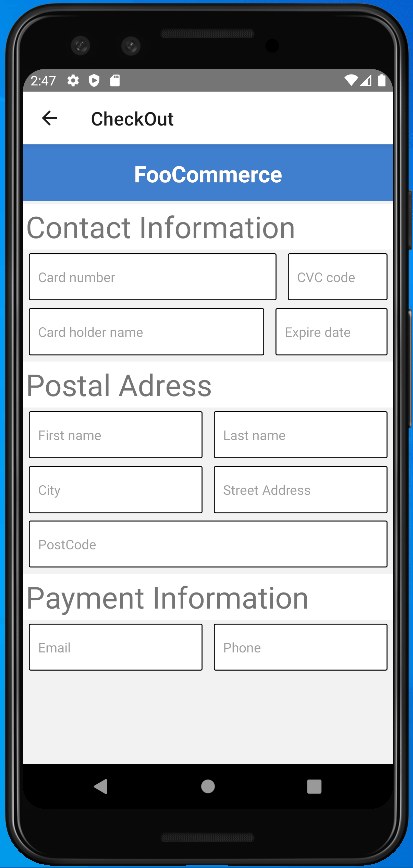 2:47
CheckOut
FooCommerce
Contact Information
Card number CVC code
Card holder name Expire date
Postal Adress
First name Last name
City Street Address
PostCode
Payment Information
Email Phone